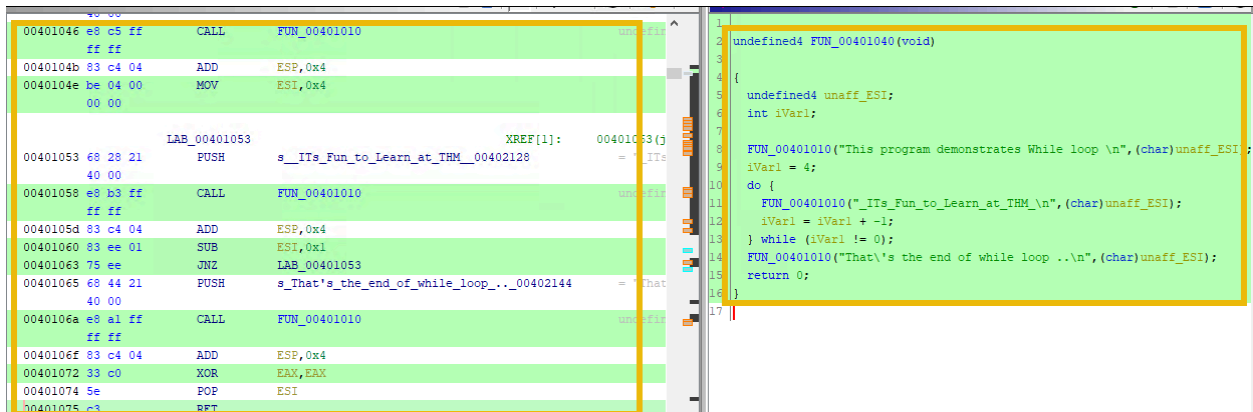 40 00
00401046 e8 c5 ff CALL FUN_00401010 undefin
ff ff
0040104b 83 c4 04 ADD ESP,0x4
0040104e be 04 00 MOV ESI,0x4
00 00
LAB_00401053 XREF[1]: 00401063(j
00401053 68 28 21 PUSH s__ITs_Fun_to_Learn_at_THM__00402128 = "_ITs
40 00
00401058 e8 b3 ff CALL FUN_00401010 undefin
ff ff
0040105d 83 c4 04 ADD ESP,0x4
00401060 83 ee 01 SUB ESI,0x1
00401063 75 ee JNZ LAB_00401053
00401065 68 44 21 PUSH s_That's_the_end_of_while_loop_.._00402144 = "That
40 00
0040106a e8 a1 ff CALL FUN_00401010 undefin
ff ff
0040106f 83 c4 04 ADD ESP,0x4
00401072 33 c0 XOR EAX,EAX
00401074 5e POP ESI
00401075 c3 RET
1
2 undefined4 FUN_00401040(void)
3
4 {
5 undefined4 unaff_ESI;
6 int iVar1;
7
8 FUN_00401010("This program demonstrates While loop \n",(char)unaff_ESI);
9 iVar1 = 4;
10 do {
11 FUN_00401010("_ITs_Fun_to_Learn_at_THM_\n",(char)unaff_ESI);
12 iVar1 = iVar1 + -1;
13 } while (iVar1 != 0);
14 FUN_00401010("That\'s the end of while loop ..\n",(char)unaff_ESI);
15 return 0;
16 }
17